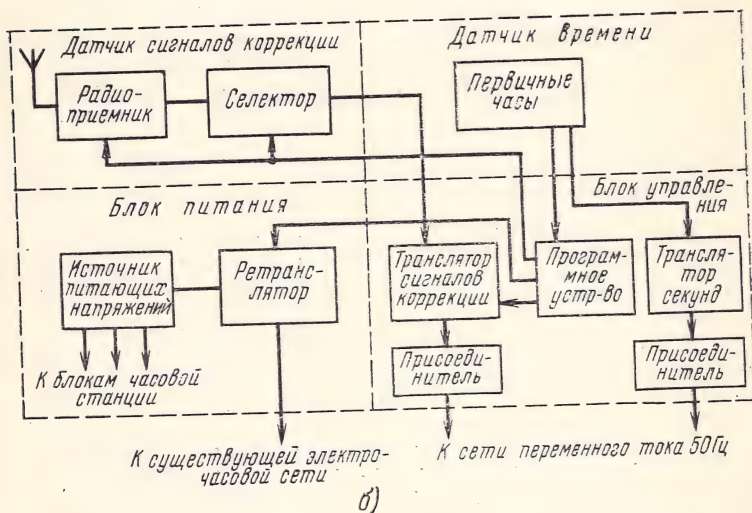 Датчик сигналов коррекции
Датчик времени
Радио-
приемник
Селектор
Первичные
часы
Блок питания
Блок управле-
ния
Источник
питающих
напряжений
Ретранс-
лятор
Транслятор
сигналов
коррекции
Програм-
мное
устр-во
Трансля-
тор
секунд
Присоеди-
нитель
Присоеди-
нитель
К блокам часовой
станции
К существующей электро-
часовой сети
К сети переменного тока 50Гц
б)